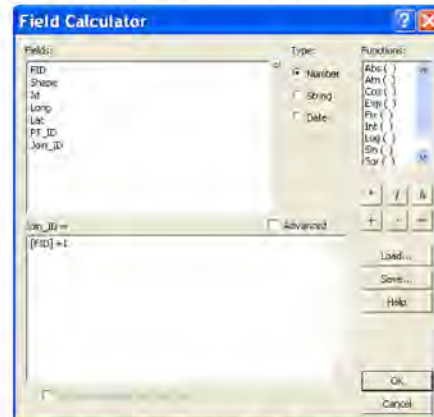 Field Calculator
Fields:
Type:
Functions:
FID
Shape
Id
Long
Lat
PT_ID
Join_ID
Number
String
Date
Abs ( )
Atn ( )
Cos ( )
Exp ( )
Fix ( )
Int ( )
Log ( )
Sin ( )
Sqr ( )
* / &
+ - =
Join_ID =
Advanced
[FID] +1
Load...
Save...
Help
OK
Cancel